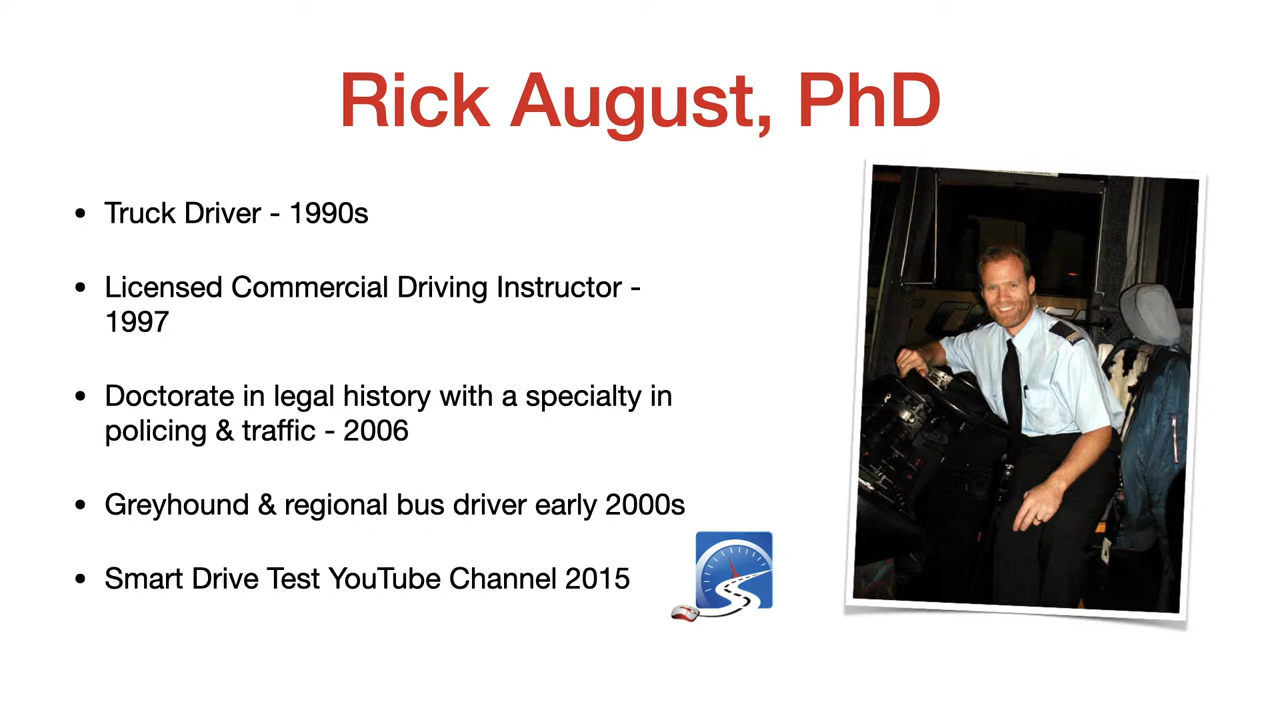 Rick August, PhD
• Truck Driver - 1990s
• Licensed Commercial Driving Instructor -
1997
• Doctorate in legal history with a specialty in
policing & traffic - 2006
• Greyhound & regional bus driver early 2000s
• Smart Drive Test YouTube Channel 2015